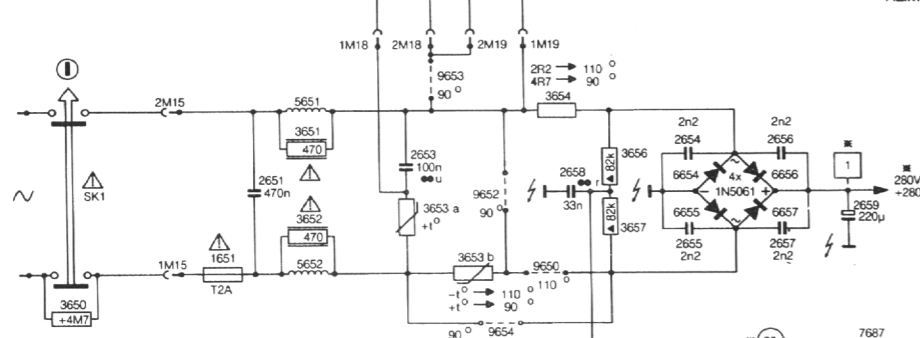 1M18
2M18
2M19
1M19
9653
90°
2R2 → 110°
4R7 → 90°
3654
2M15
5651
3651
470
2651
470n
2653
100n
u
9652
90°
2658
33n
r
3656
82k
82k
3657
2n2
2654
2n2
2656
6654
4x
6656
1N5061
6655
6657
2655
2n2
2657
2n2
1
280V
+280
2659
220µ
SK1
3652
470
5652
3653 a
+t°
3653 b
-t° → 110°
+t° → 90°
9650
110°
1M15
1651
T2A
3650
+4M7
90°
9654
7687